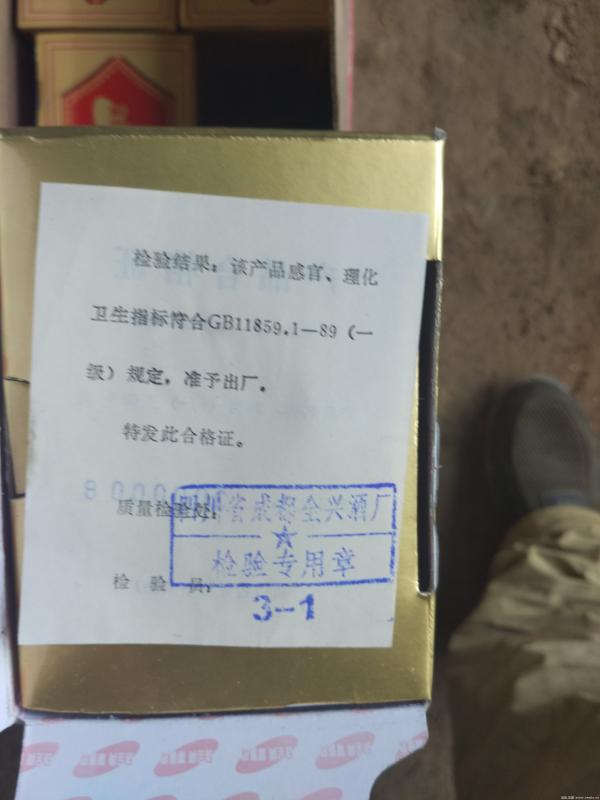 检验结果：该产品感官、理化
卫生指标符合GB11859.1—89（一
级）规定，准予出厂。
特发此合格证。
质量检验处：
四川省成都全兴酒厂
检验专用章
检 验 员：
3-1